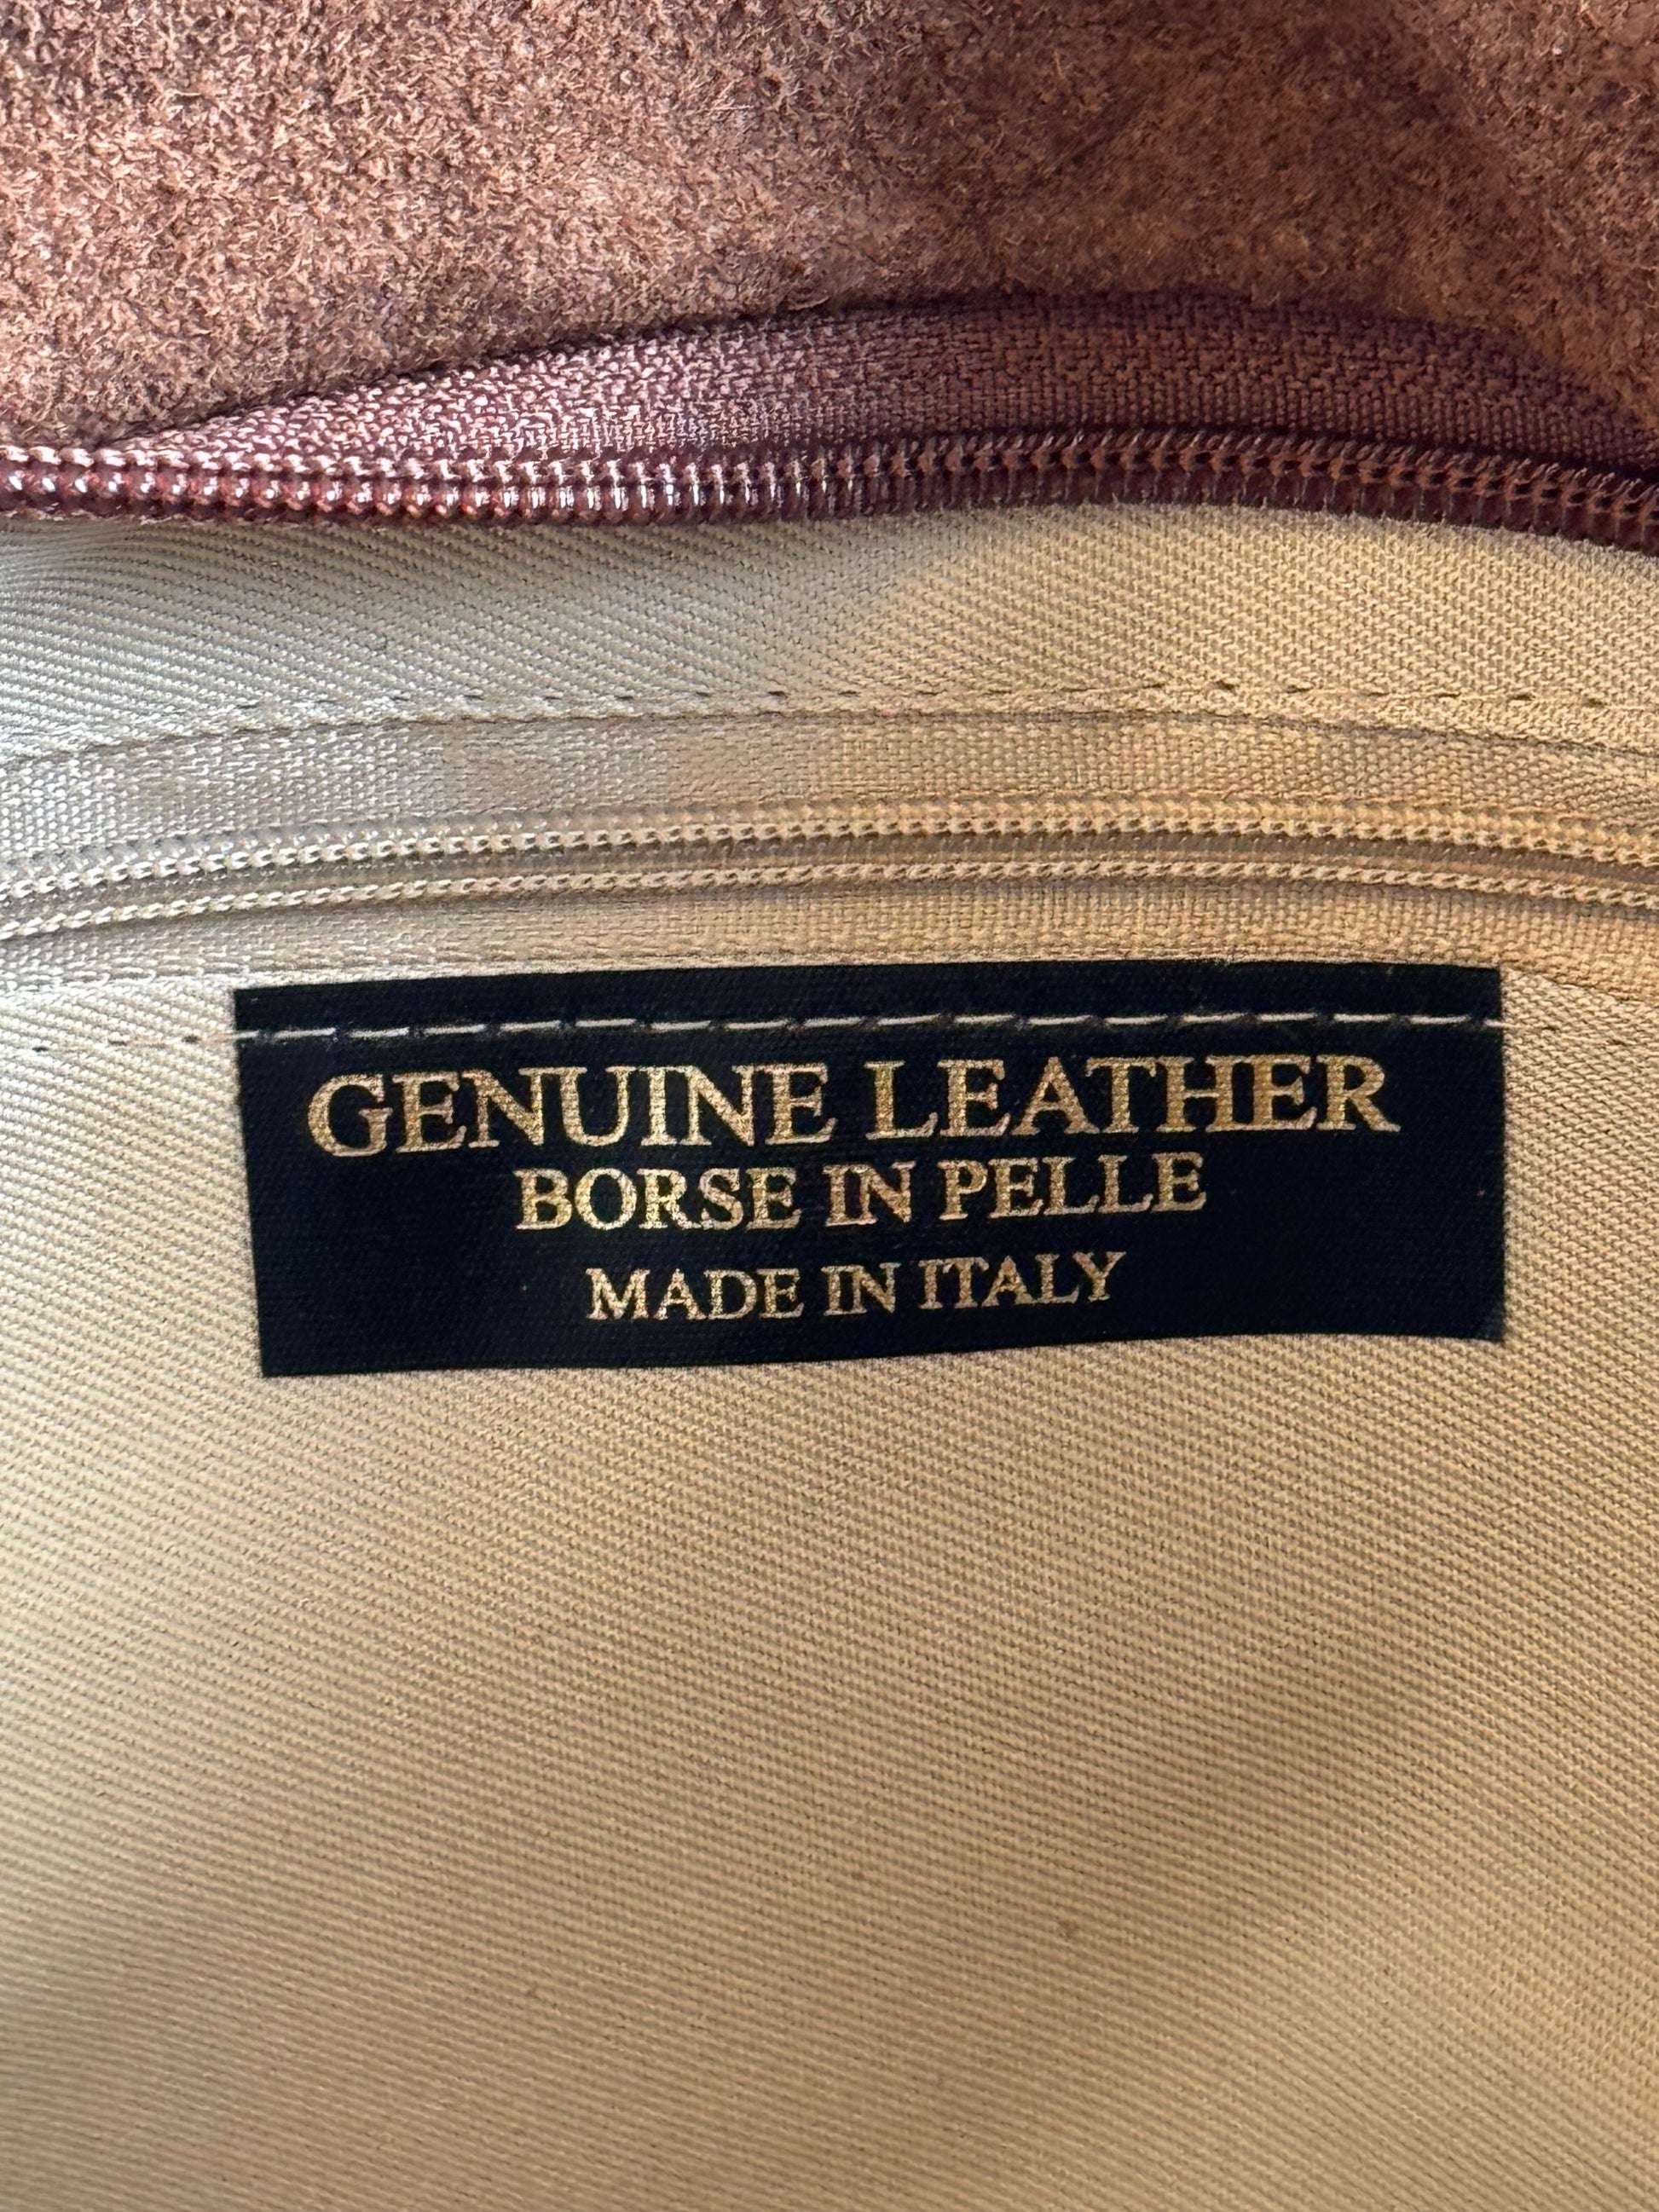 GENUINE LEATHER
BORSE IN PELLE
MADE IN ITALY